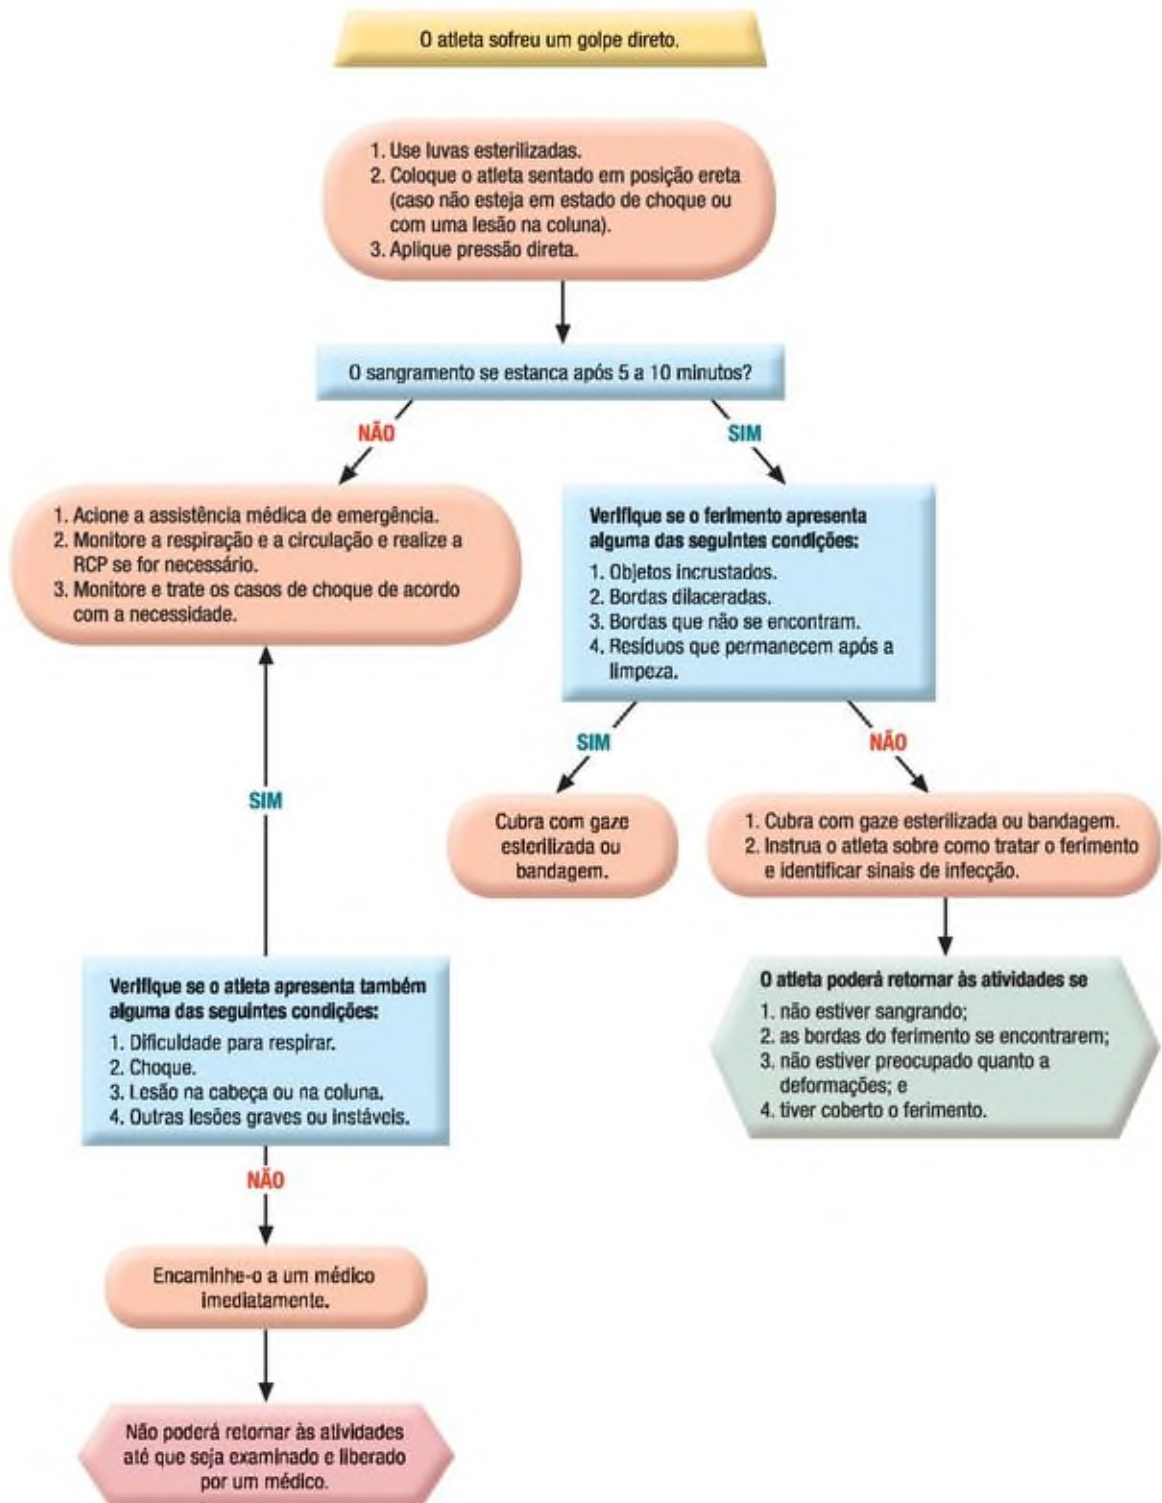 O atleta sofreu um golpe direto.
1. Use luvas esterilizadas.
2. Coloque o atleta sentado em posição ereta
(caso não esteja em estado de choque ou
com uma lesão na coluna).
3. Aplique pressão direta.
O sangramento se estanca após 5 a 10 minutos?
NÃO
SIM
1. Acione a assistência médica de emergência.
2. Monitore a respiração e a circulação e realize a
RCP se for necessário.
3. Monitore e trate os casos de choque de acordo
com a necessidade.
Verifique se o ferimento apresenta
alguma das seguintes condições:
1. Objetos incrustados.
2. Bordas dilaceradas.
3. Bordas que não se encontram.
4. Resíduos que permanecem após a
limpeza.
SIM
NÃO
SIM
Cubra com gaze
esterilizada ou
bandagem.
1. Cubra com gaze esterilizada ou bandagem.
2. Instrua o atleta sobre como tratar o ferimento
e identificar sinais de infecção.
Verifique se o atleta apresenta também
alguma das seguintes condições:
1. Dificuldade para respirar.
2. Choque.
3. Lesão na cabeça ou na coluna.
4. Outras lesões graves ou instáveis.
O atleta poderá retornar às atividades se
1. não estiver sangrando;
2. as bordas do ferimento se encontrarem;
3. não estiver preocupado quanto a
deformações; e
4. tiver coberto o ferimento.
NÃO
Encaminhe-o a um médico
imediatamente.
Não poderá retornar às atividades
até que seja examinado e liberado
por um médico.